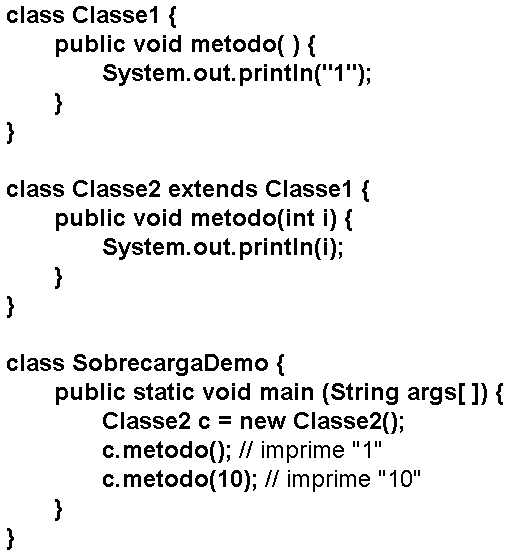 class Classe1 {
public void metodo( ) {
System.out.println("1");
}
}
class Classe2 extends Classe1 {
public void metodo(int i) {
System.out.println(i);
}
}
class SobrecargaDemo {
public static void main (String args[ ]) {
Classe2 c = new Classe2();
c.metodo(); // imprime "1"
c.metodo(10); // imprime "10"
}
}